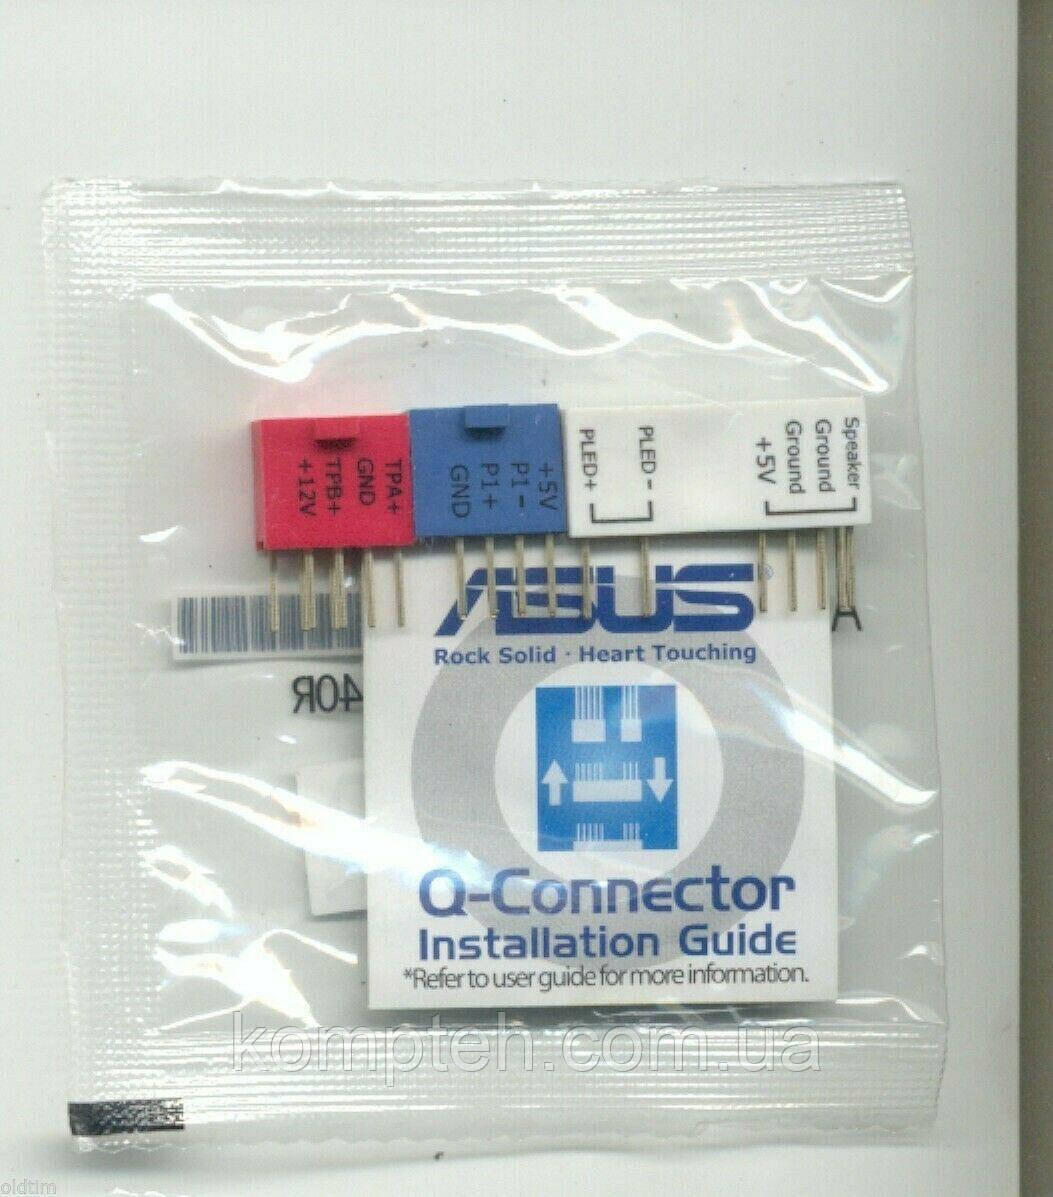 +12V
TPB+
GND
TPA+
GND
P1+
P1-
+5V
PLED+
PLED-
+5V
Ground
Ground
Speaker
ASUS®
Rock Solid · Heart Touching
40R
A
Q-Connector
Installation Guide
*Refer to user guide for more information.
kompteh.com.ua
oldtim